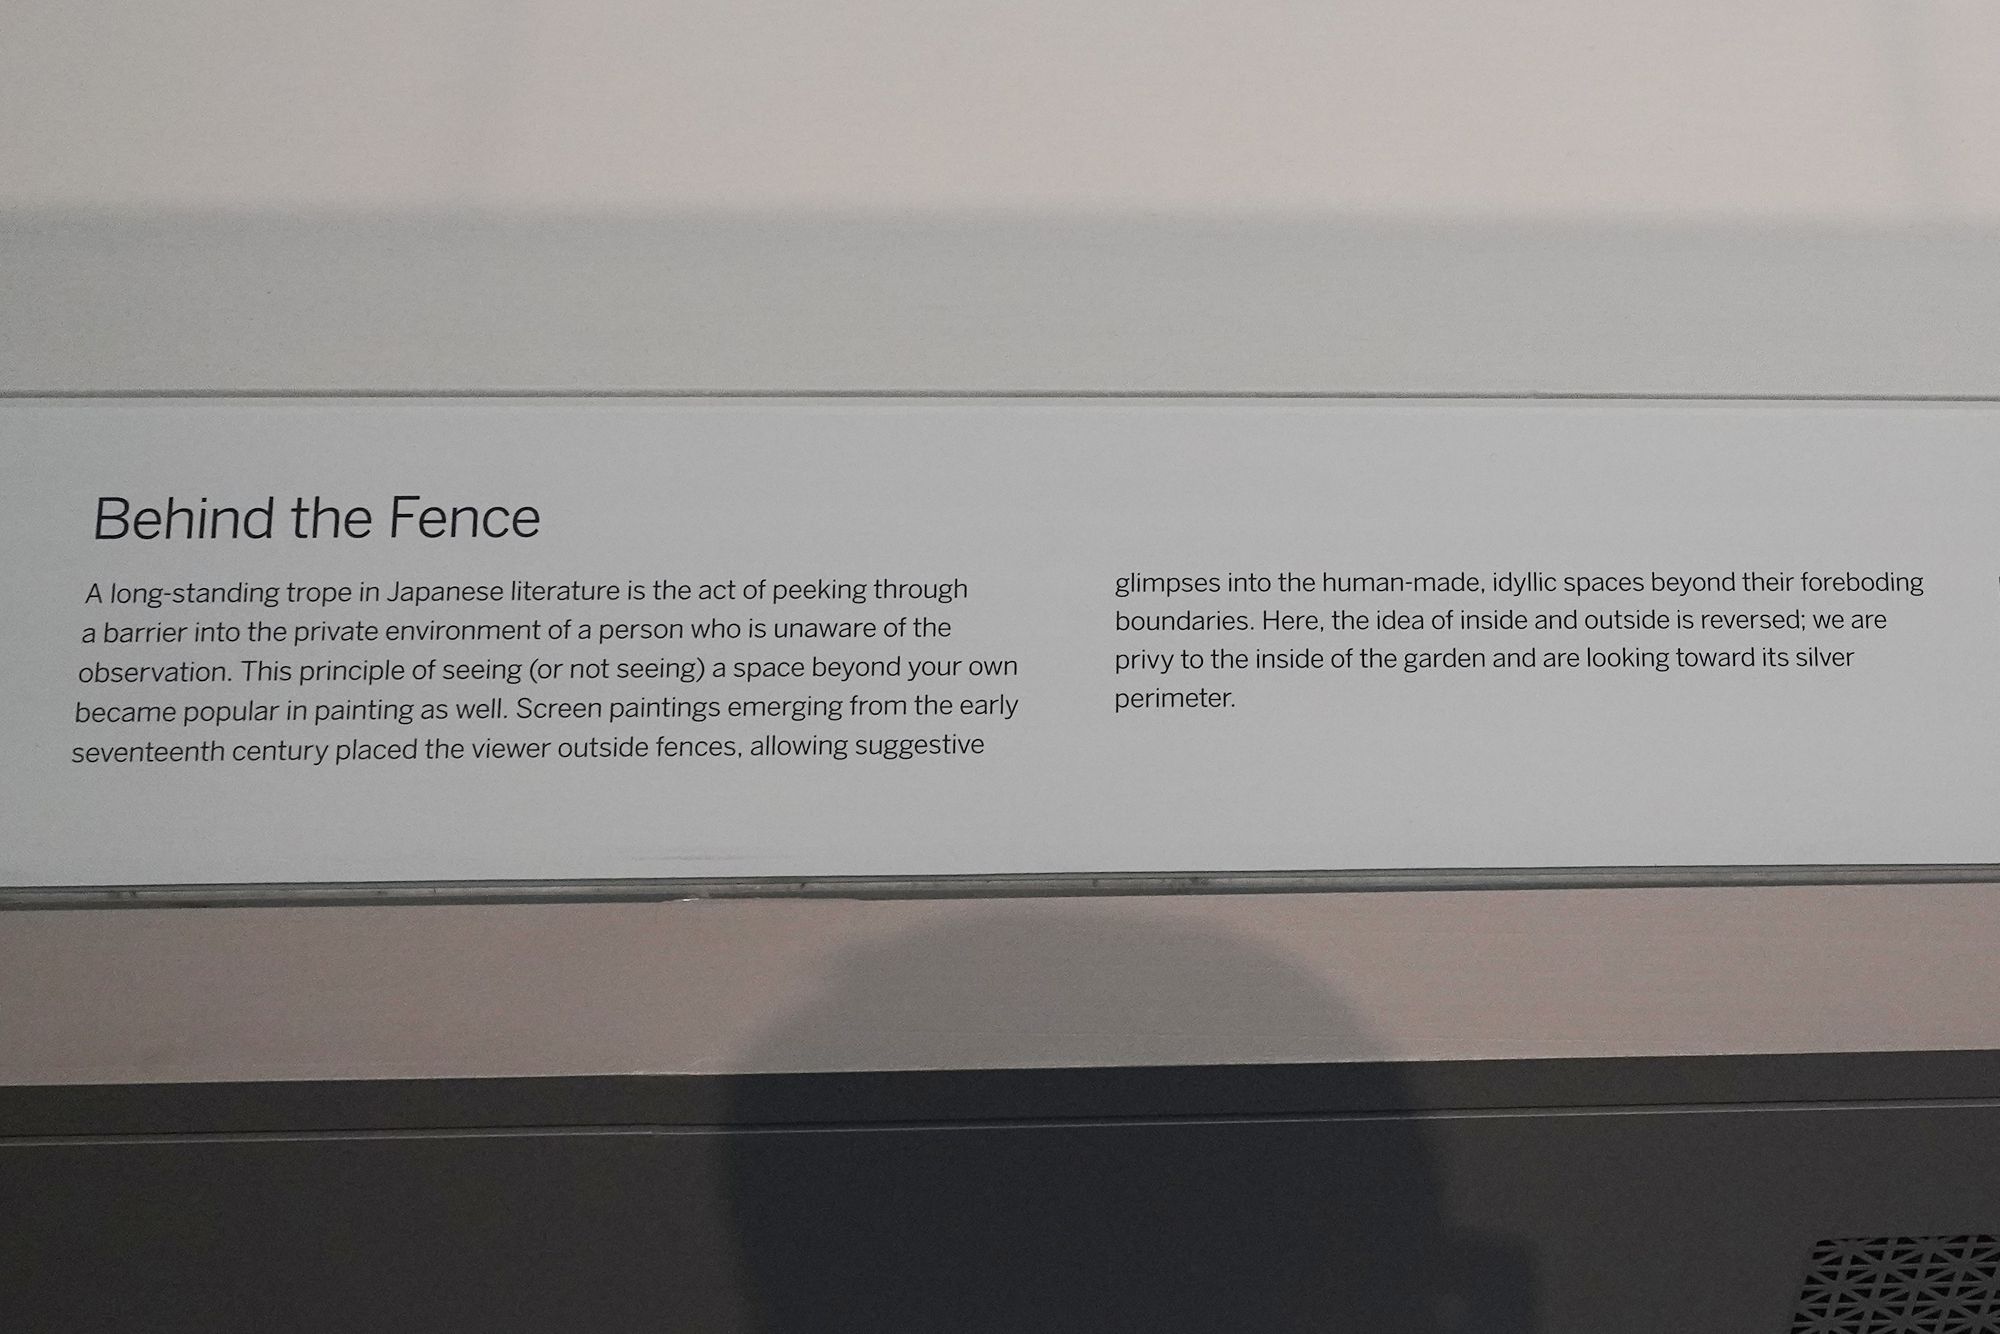 Behind the Fence
A long-standing trope in Japanese literature is the act of peeking through
a barrier into the private environment of a person who is unaware of the
observation. This principle of seeing (or not seeing) a space beyond your own
became popular in painting as well. Screen paintings emerging from the early
seventeenth century placed the viewer outside fences, allowing suggestive
glimpses into the human-made, idyllic spaces beyond their foreboding
boundaries. Here, the idea of inside and outside is reversed; we are
privy to the inside of the garden and are looking toward its silver
perimeter.